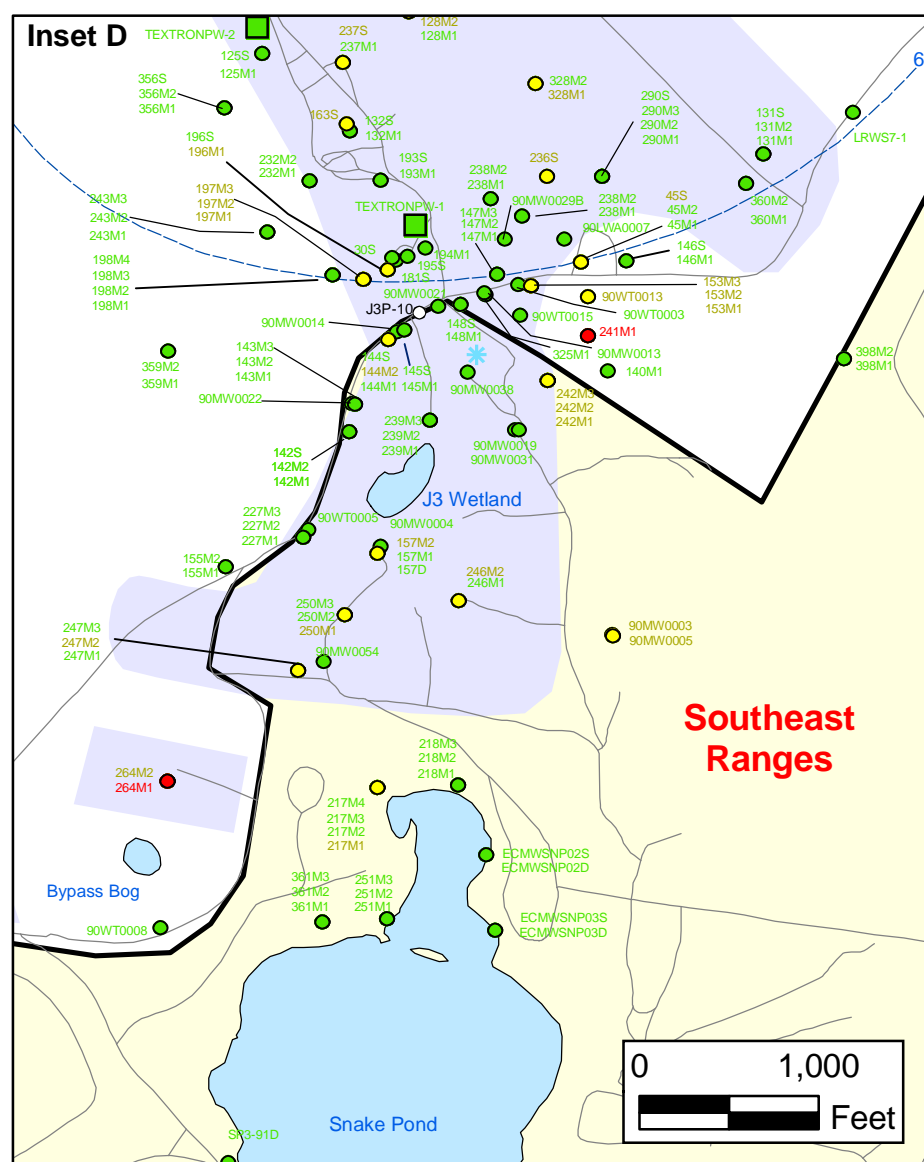 Inset D
TEXTRONPW-2
125S
125M1
237S
237M1
128M2
128M1
6
356S
356M2
356M1
328M2
328M1
290S
290M3
290M2
290M1
131S
131M2
131M1
LRWS7-1
163S
132S
132M1
196S
196M1
232M2
232M1
193S
193M1
238M2
238M1
236S
360M2
360M1
243M3
243M2
243M1
197M3
197M2
197M1
TEXTRONPW-1
147M3
147M2
147M1
90MW0029B
238M2
238M1
45S
45M2
45M1
90LWA0007
146S
146M1
198M4
198M3
198M2
198M1
30S
194M1
195S
181S
90MW0021
J3P-10
153M3
153M2
153M1
90WT0013
90WT0003
90WT0015
241M1
90MW0014
148S
148M1
325M1
90MW0013
140M1
398M2
398M1
359M2
359M1
143M3
143M2
143M1
144S
144M2
144M1
145S
145M1
90MW0038
242M3
242M2
242M1
90MW0022
239M3
239M2
239M1
90MW0019
90MW0031
142S
142M2
142M1
J3 Wetland
227M3
227M2
227M1
90WT0005
90MW0004
157M2
157M1
157D
155M2
155M1
246M2
246M1
250M3
250M2
250M1
247M3
247M2
247M1
90MW0054
90MW0003
90MW0005
Southeast
Ranges
264M2
264M1
218M3
218M2
218M1
217M4
217M3
217M2
217M1
Bypass Bog
ECMWSNP02S
ECMWSNP02D
361M3
361M2
361M1
251M3
251M2
251M1
90WT0008
ECMWSNP03S
ECMWSNP03D
0 1,000
Feet
Snake Pond
SP3-91D